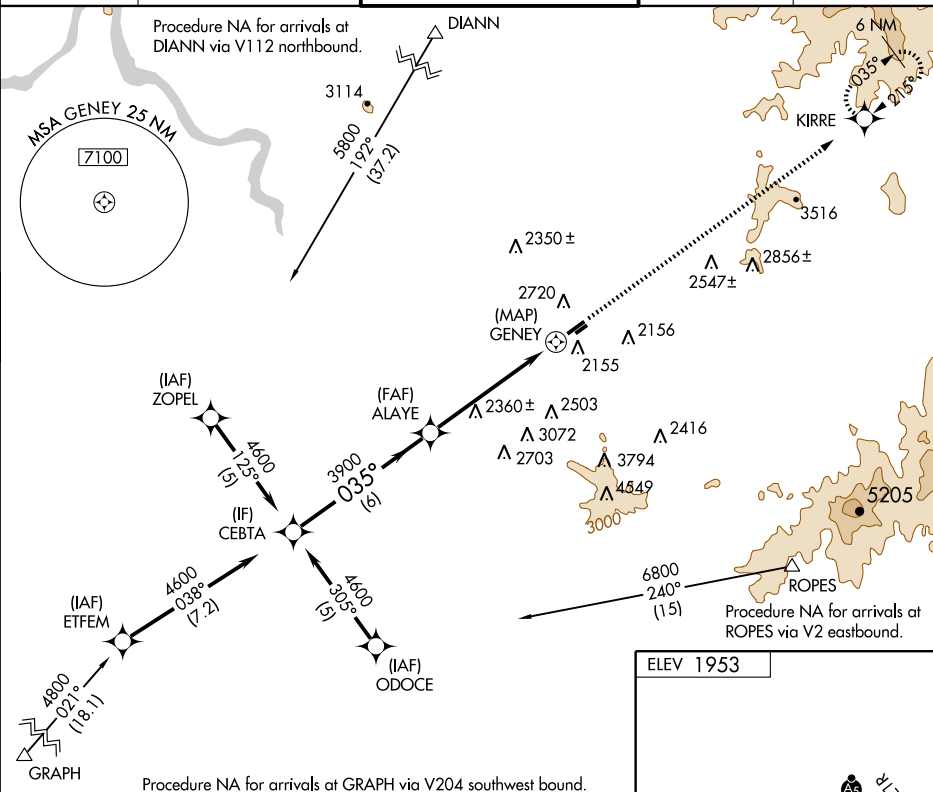 Procedure NA for arrivals at
DIANN via V112 northbound.
DIANN
6 NM
035°
215°
KIRRE
3114
5800
192°
(37.2)
MSA GENEY 25 NM
7100
3516
2350 ±
2547 ±
2856 ±
2720
(MAP)
GENEY
2156
2155
(IAF)
ZOPEL
(FAF)
ALAYE
2360 ±
2503
3072
2703
2416
3794
4549
3000
5205
4600
125°
(5)
3900
035°
(6)
(IF)
CEBTA
4600
038°
(7.2)
4600
305°
(5)
(IAF)
ETFEM
(IAF)
ODOCE
6800
240°
(15)
ROPES
Procedure NA for arrivals at
ROPES via V2 eastbound.
4800
021°
(18.1)
GRAPH
Procedure NA for arrivals at GRAPH via V204 southwest bound.
ELEV 1953
A5